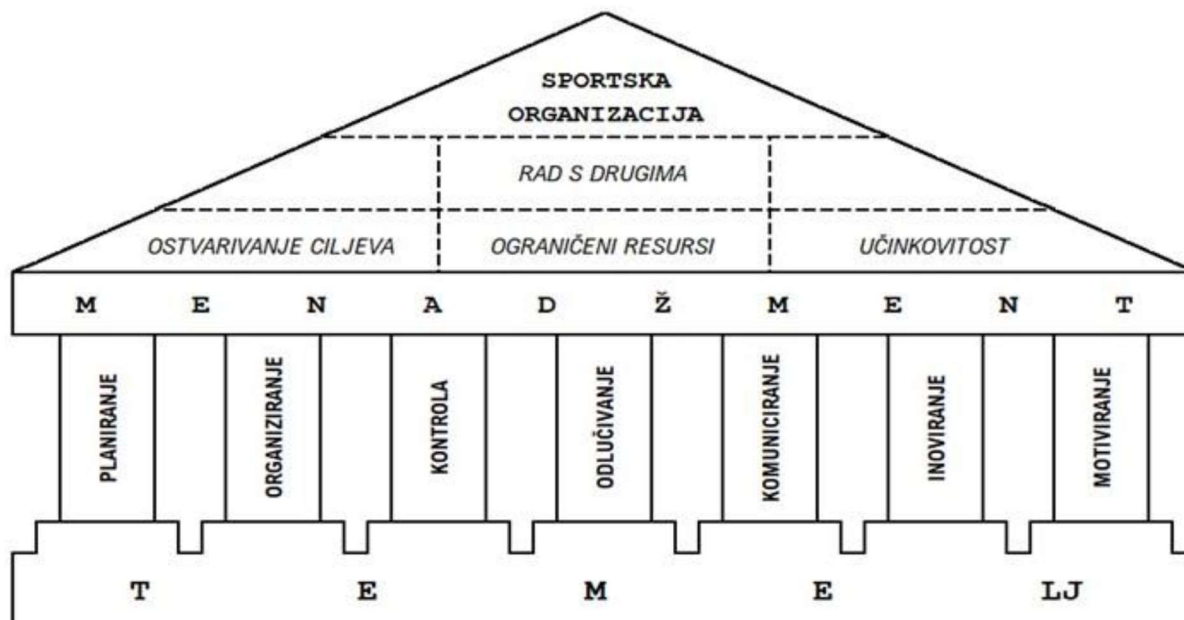 SPORTSKA
ORGANIZACIJA
RAD S DRUGIMA
OSTVARIVANJE CILJEVA OGRANIČENI RESURSI UČINKOVITOST
M E N A D Ž M E N T
PLANIRANJE
ORGANIZIRANJE
KONTROLA
ODLUČIVANJE
KOMUNICIRANJE
INOVIRANJE
MOTIVIRANJE
T E M E LJ